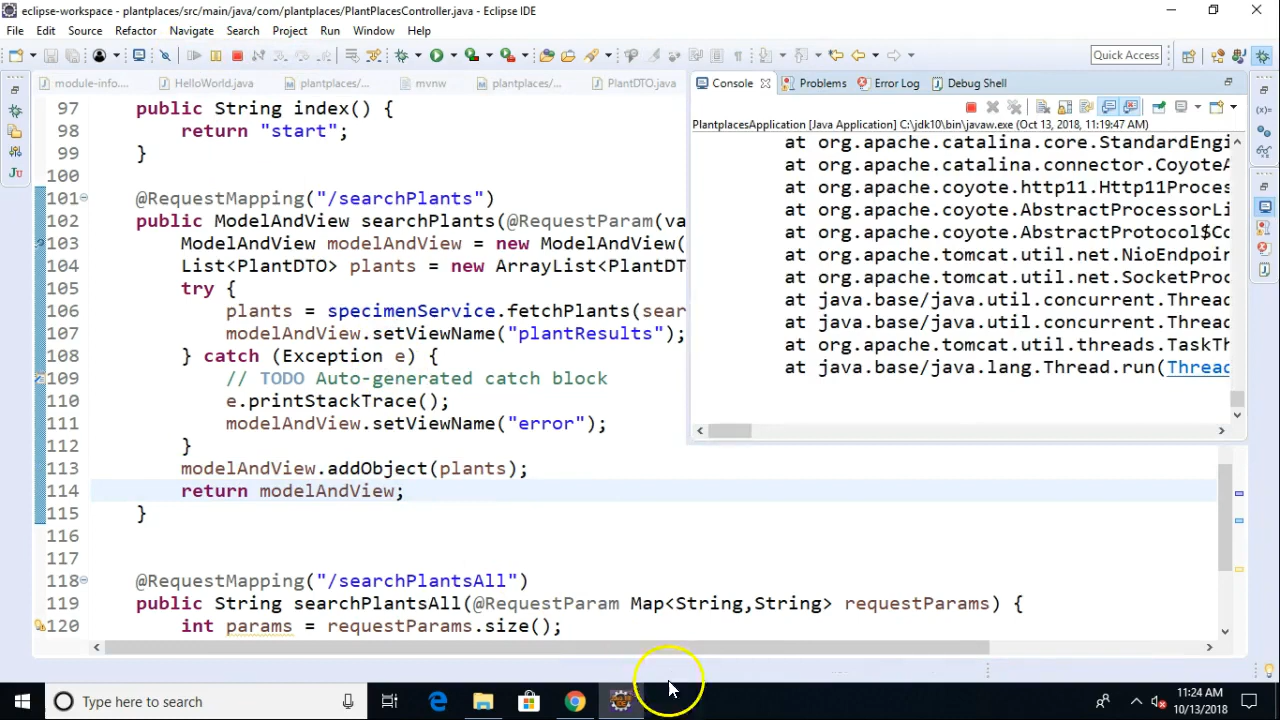 eclipse-workspace - plantplaces/src/main/java/com/plantplaces/PlantPlacesController.java - Eclipse IDE
File Edit Source Refactor Navigate Search Project Run Window Help
Quick Access
module-info.... HelloWorld.java plantplaces/... mvnw plantplaces/... PlantDTO.java
Console Problems Error Log Debug Shell
PlantplacesApplication [Java Application] C:\jdk10\bin\javaw.exe (Oct 13, 2018, 11:19:47 AM)
at org.apache.catalina.core.StandardEngi
at org.apache.catalina.connector.CoyoteA
at org.apache.coyote.http11.Http11Proces
at org.apache.coyote.AbstractProcessorLi
at org.apache.coyote.AbstractProtocol$Co
at org.apache.tomcat.util.net.NioEndpoin
at org.apache.tomcat.util.net.SocketProc
at java.base/java.util.concurrent.Thread
at java.base/java.util.concurrent.Thread
at org.apache.tomcat.util.threads.TaskTh
at java.base/java.lang.Thread.run(Thread
97 public String index() {
98 return "start";
99 }
100
101 @RequestMapping("/searchPlants")
102 public ModelAndView searchPlants(@RequestParam(va
103 ModelAndView modelAndView = new ModelAndView(
104 List<PlantDTO> plants = new ArrayList<PlantDT
105 try {
106 plants = specimenService.fetchPlants(sear
107 modelAndView.setViewName("plantResults");
108 } catch (Exception e) {
109 // TODO Auto-generated catch block
110 e.printStackTrace();
111 modelAndView.setViewName("error");
112 }
113 modelAndView.addObject(plants);
114 return modelAndView;
115 }
116
117
118 @RequestMapping("/searchPlantsAll")
119 public String searchPlantsAll(@RequestParam Map<String,String> requestParams) {
120 int params = requestParams.size();
Type here to search
11:24 AM
10/13/2018